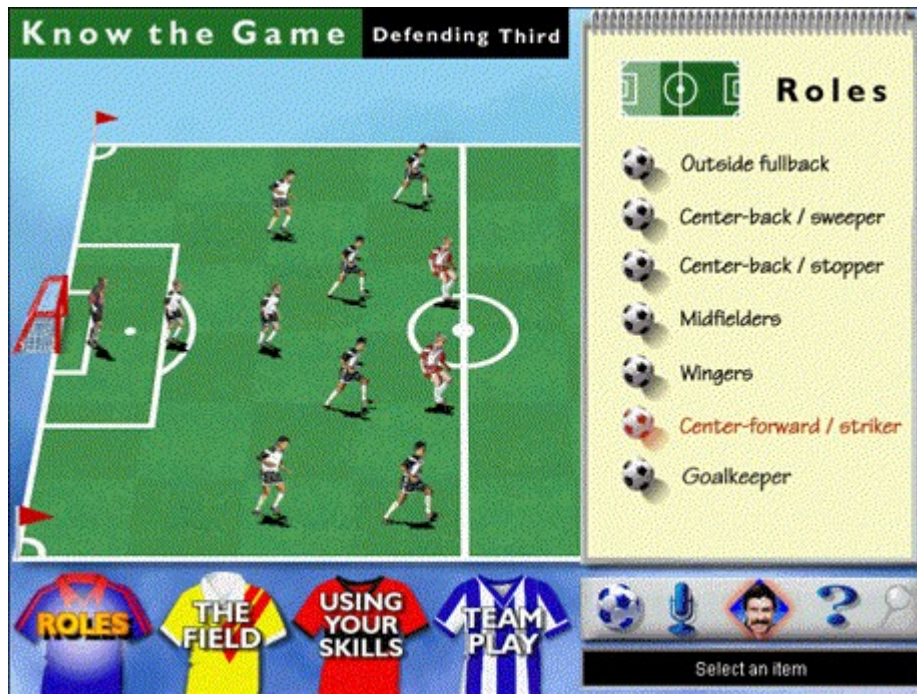 Know the Game
Defending Third
Roles
Outside fullback
Center-back / sweeper
Center-back / stopper
Midfielders
Wingers
Center-forward / striker
Goalkeeper
ROLES
THE
FIELD
USING
YOUR
SKILLS
TEAM
PLAY
?
Select an item